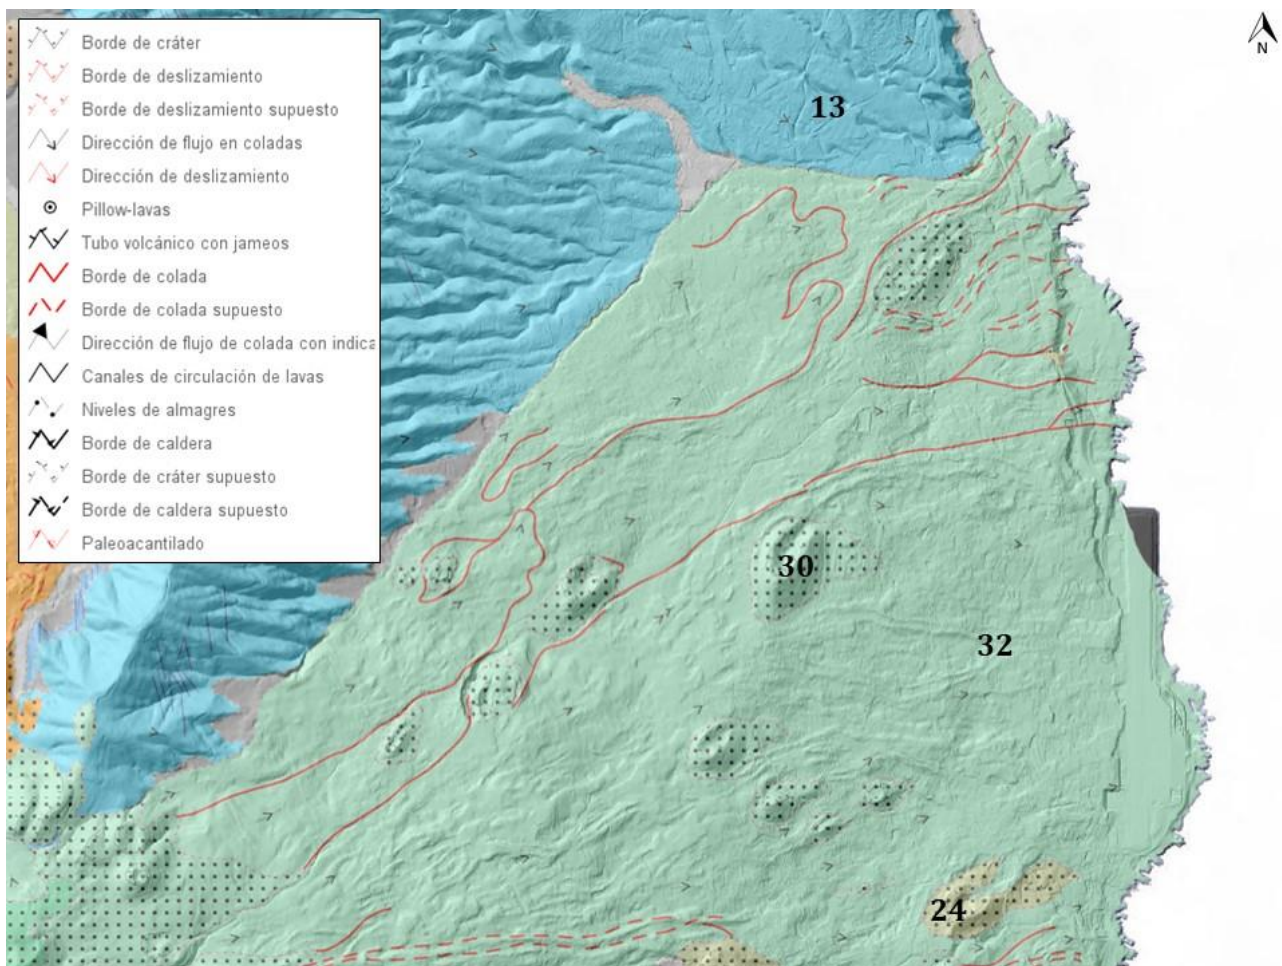 Borde de cráter
Borde de deslizamiento
Borde de deslizamiento supuesto
Dirección de flujo en coladas
Dirección de deslizamiento
Pillow-lavas
Tubo volcánico con jameos
Borde de colada
Borde de colada supuesto
Dirección de flujo de colada con indica
Canales de circulación de lavas
Niveles de almagres
Borde de caldera
Borde de cráter supuesto
Borde de caldera supuesto
Paleoacantilado
N
13
30
32
24